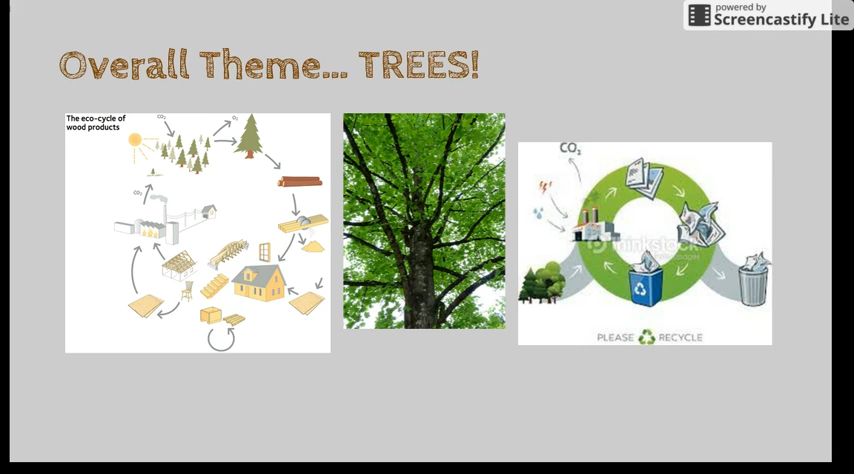 powered by
Screencastify Lite
Overall Theme... TREES!
The eco-cycle of
wood products
CO₂
O₂
CO₂
CO₂
thinkstock
PLEASE RECYCLE